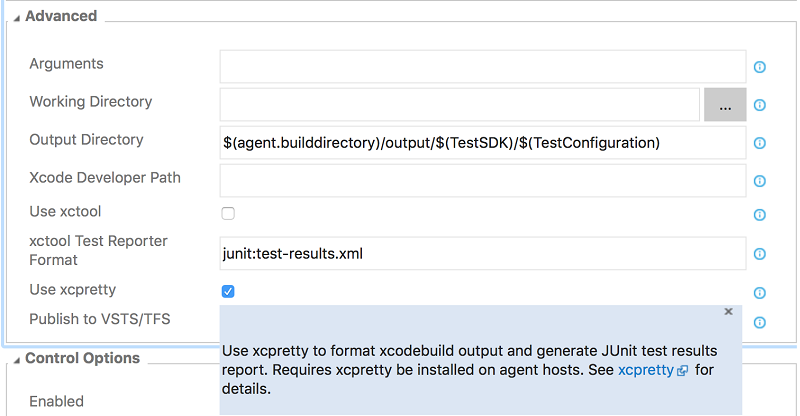 Advanced
Arguments
Working Directory
...
Output Directory
$(agent.builddirectory)/output/$(TestSDK)/$(TestConfiguration)
Xcode Developer Path
Use xctool
xctool Test Reporter
Format
junit:test-results.xml
Use xcpretty
Publish to VSTS/TFS
Use xcpretty to format xcodebuild output and generate JUnit test results
report. Requires xcpretty be installed on agent hosts. See xcpretty for
details.
Control Options
Enabled